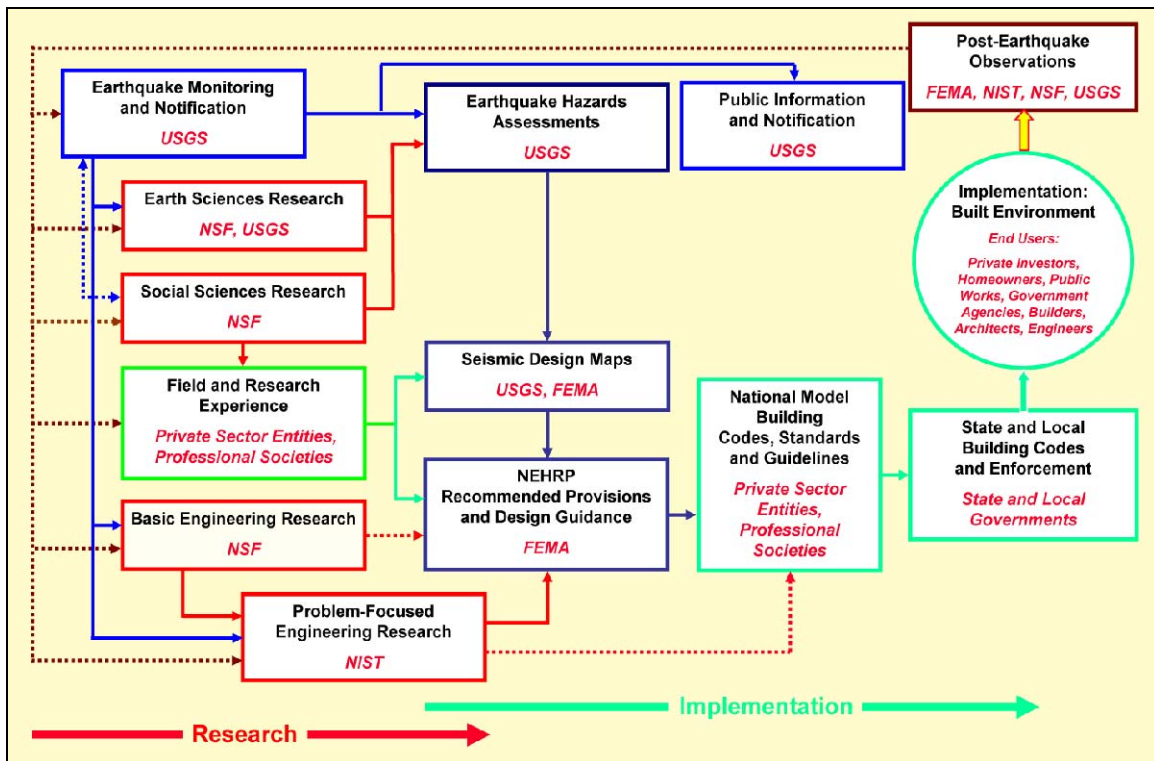 Post-Earthquake
Observations
FEMA, NIST, NSF, USGS
Earthquake Monitoring
and Notification
USGS
Earthquake Hazards
Assessments
USGS
Public Information
and Notification
USGS
Earth Sciences Research
NSF, USGS
Implementation:
Built Environment
End Users:
Private Investors,
Homeowners, Public
Works, Government
Agencies, Builders,
Architects, Engineers
Social Sciences Research
NSF
Field and Research
Experience
Private Sector Entities,
Professional Societies
Seismic Design Maps
USGS, FEMA
National Model
Building
Codes, Standards
and Guidelines
Private Sector
Entities,
Professional
Societies
State and Local
Building Codes
and Enforcement
State and Local
Governments
NEHRP
Recommended Provisions
and Design Guidance
FEMA
Basic Engineering Research
NSF
Problem-Focused
Engineering Research
NIST
Implementation
Research